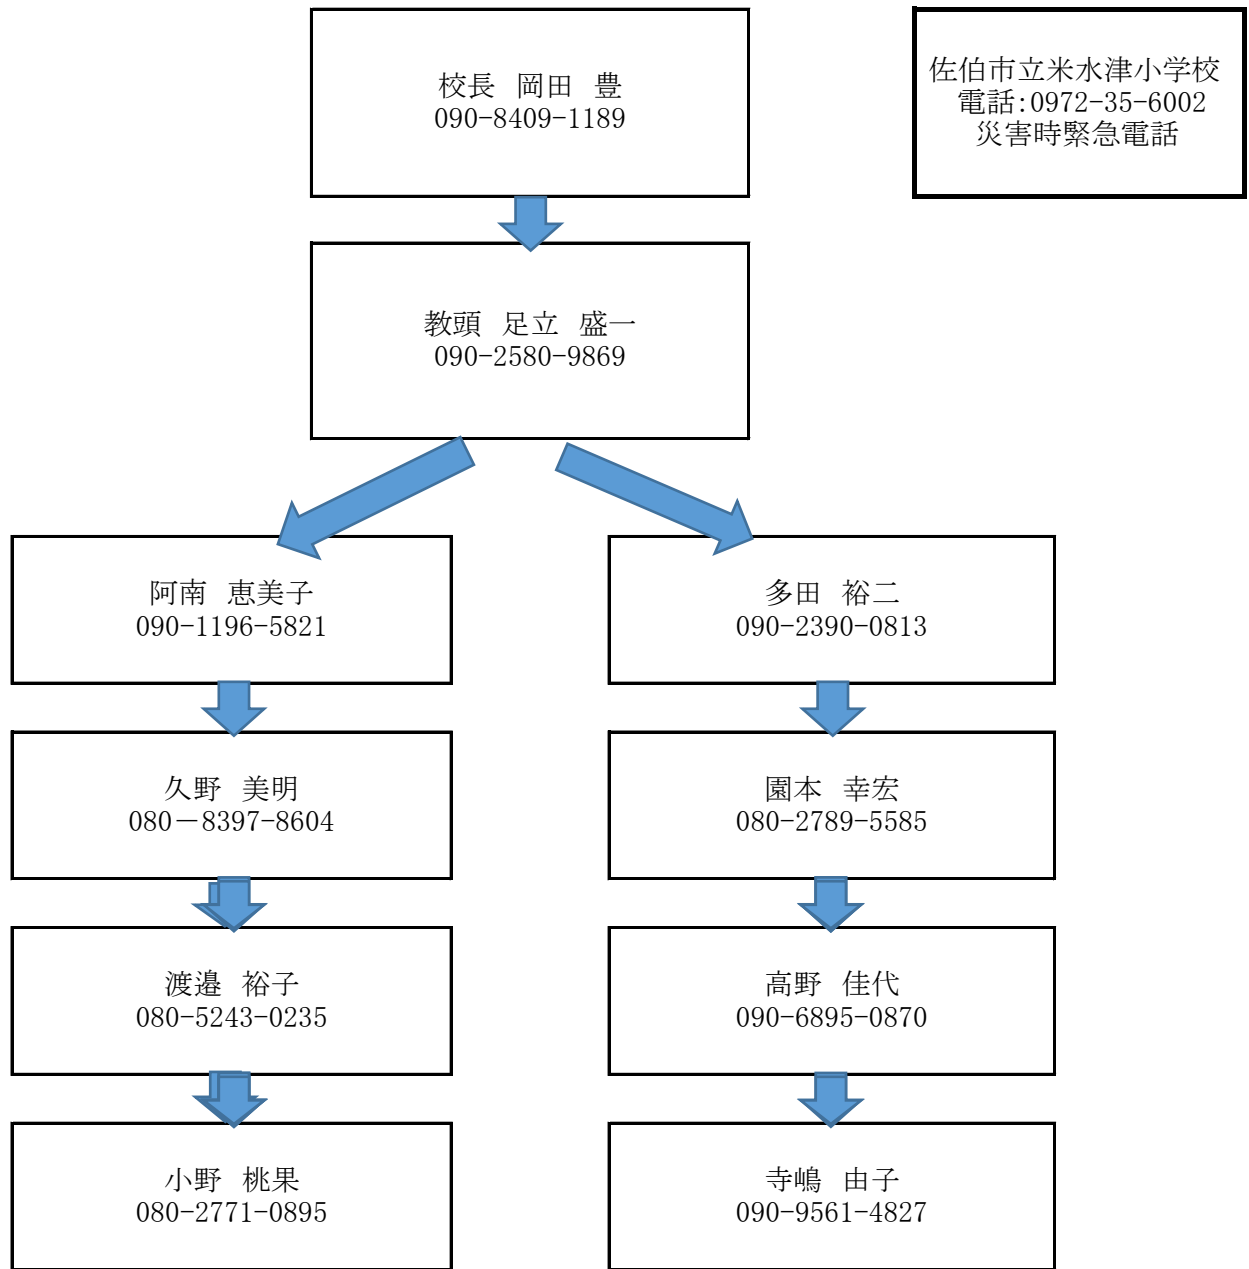 校長 岡田 豊
090-8409-1189
佐伯市立米水津小学校
電話:0972-35-6002
災害時緊急電話
教頭 足立 盛一
090-2580-9869
阿南 恵美子
090-1196-5821
多田 裕二
090-2390-0813
久野 美明
080－8397-8604
園本 幸宏
080-2789-5585
渡邉 裕子
080-5243-0235
高野 佳代
090-6895-0870
小野 桃果
080-2771-0895
寺嶋 由子
090-9561-4827